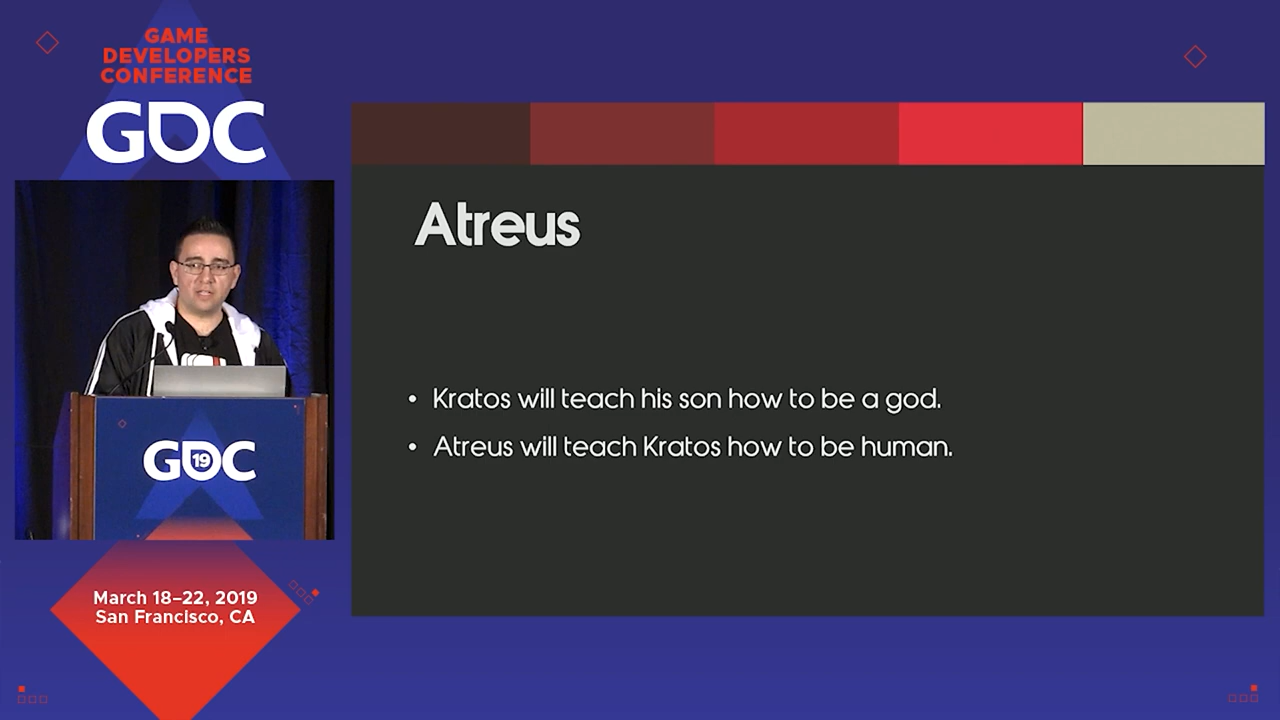 GAME
DEVELOPERS
CONFERENCE
GDC
GDC
19
March 18–22, 2019
San Francisco, CA
Atreus
• Kratos will teach his son how to be a god.
• Atreus will teach Kratos how to be human.